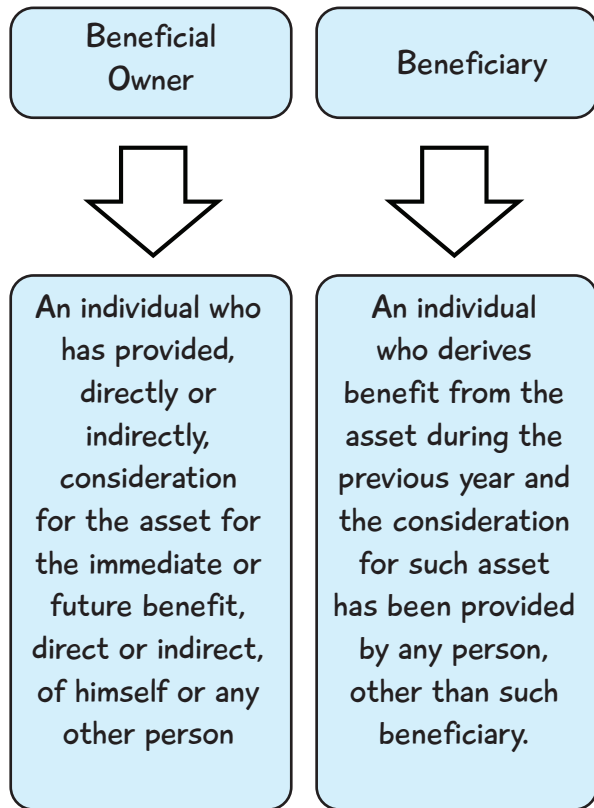 Beneficial
Owner
Beneficiary
An individual who
has provided,
directly or
indirectly,
consideration
for the asset for
the immediate or
future benefit,
direct or indirect,
of himself or any
other person
An individual
who derives
benefit from the
asset during the
previous year and
the consideration
for such asset
has been provided
by any person,
other than such
beneficiary.